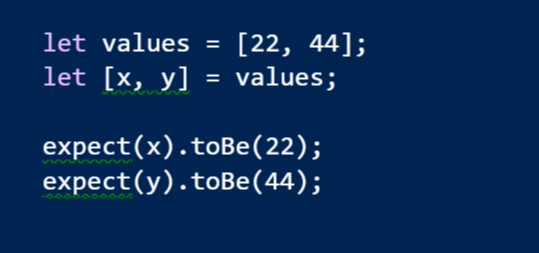 let values = [22, 44];
let [x, y] = values;
expect(x).toBe(22);
expect(y).toBe(44);